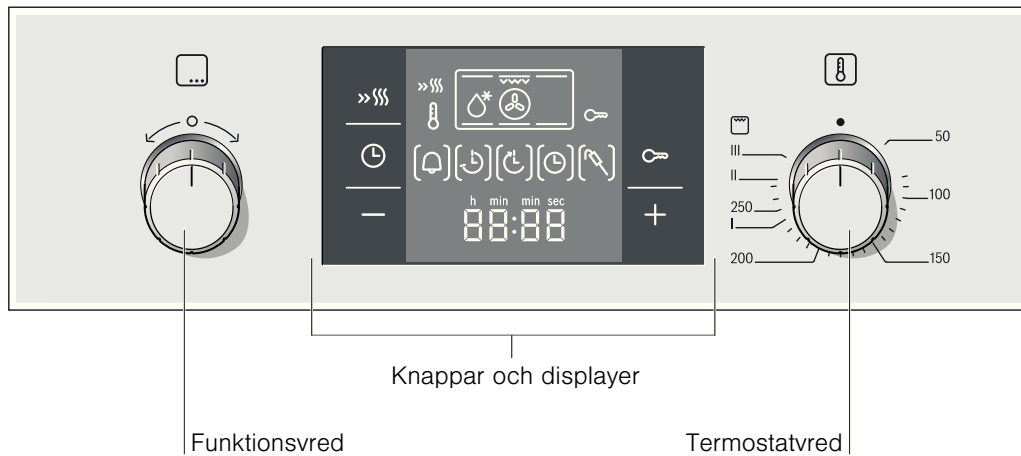 h min min sec
88:88
III
II
250
I
200
50
100
150
Knappar och displayer
Funktionsvred
Termostatvred